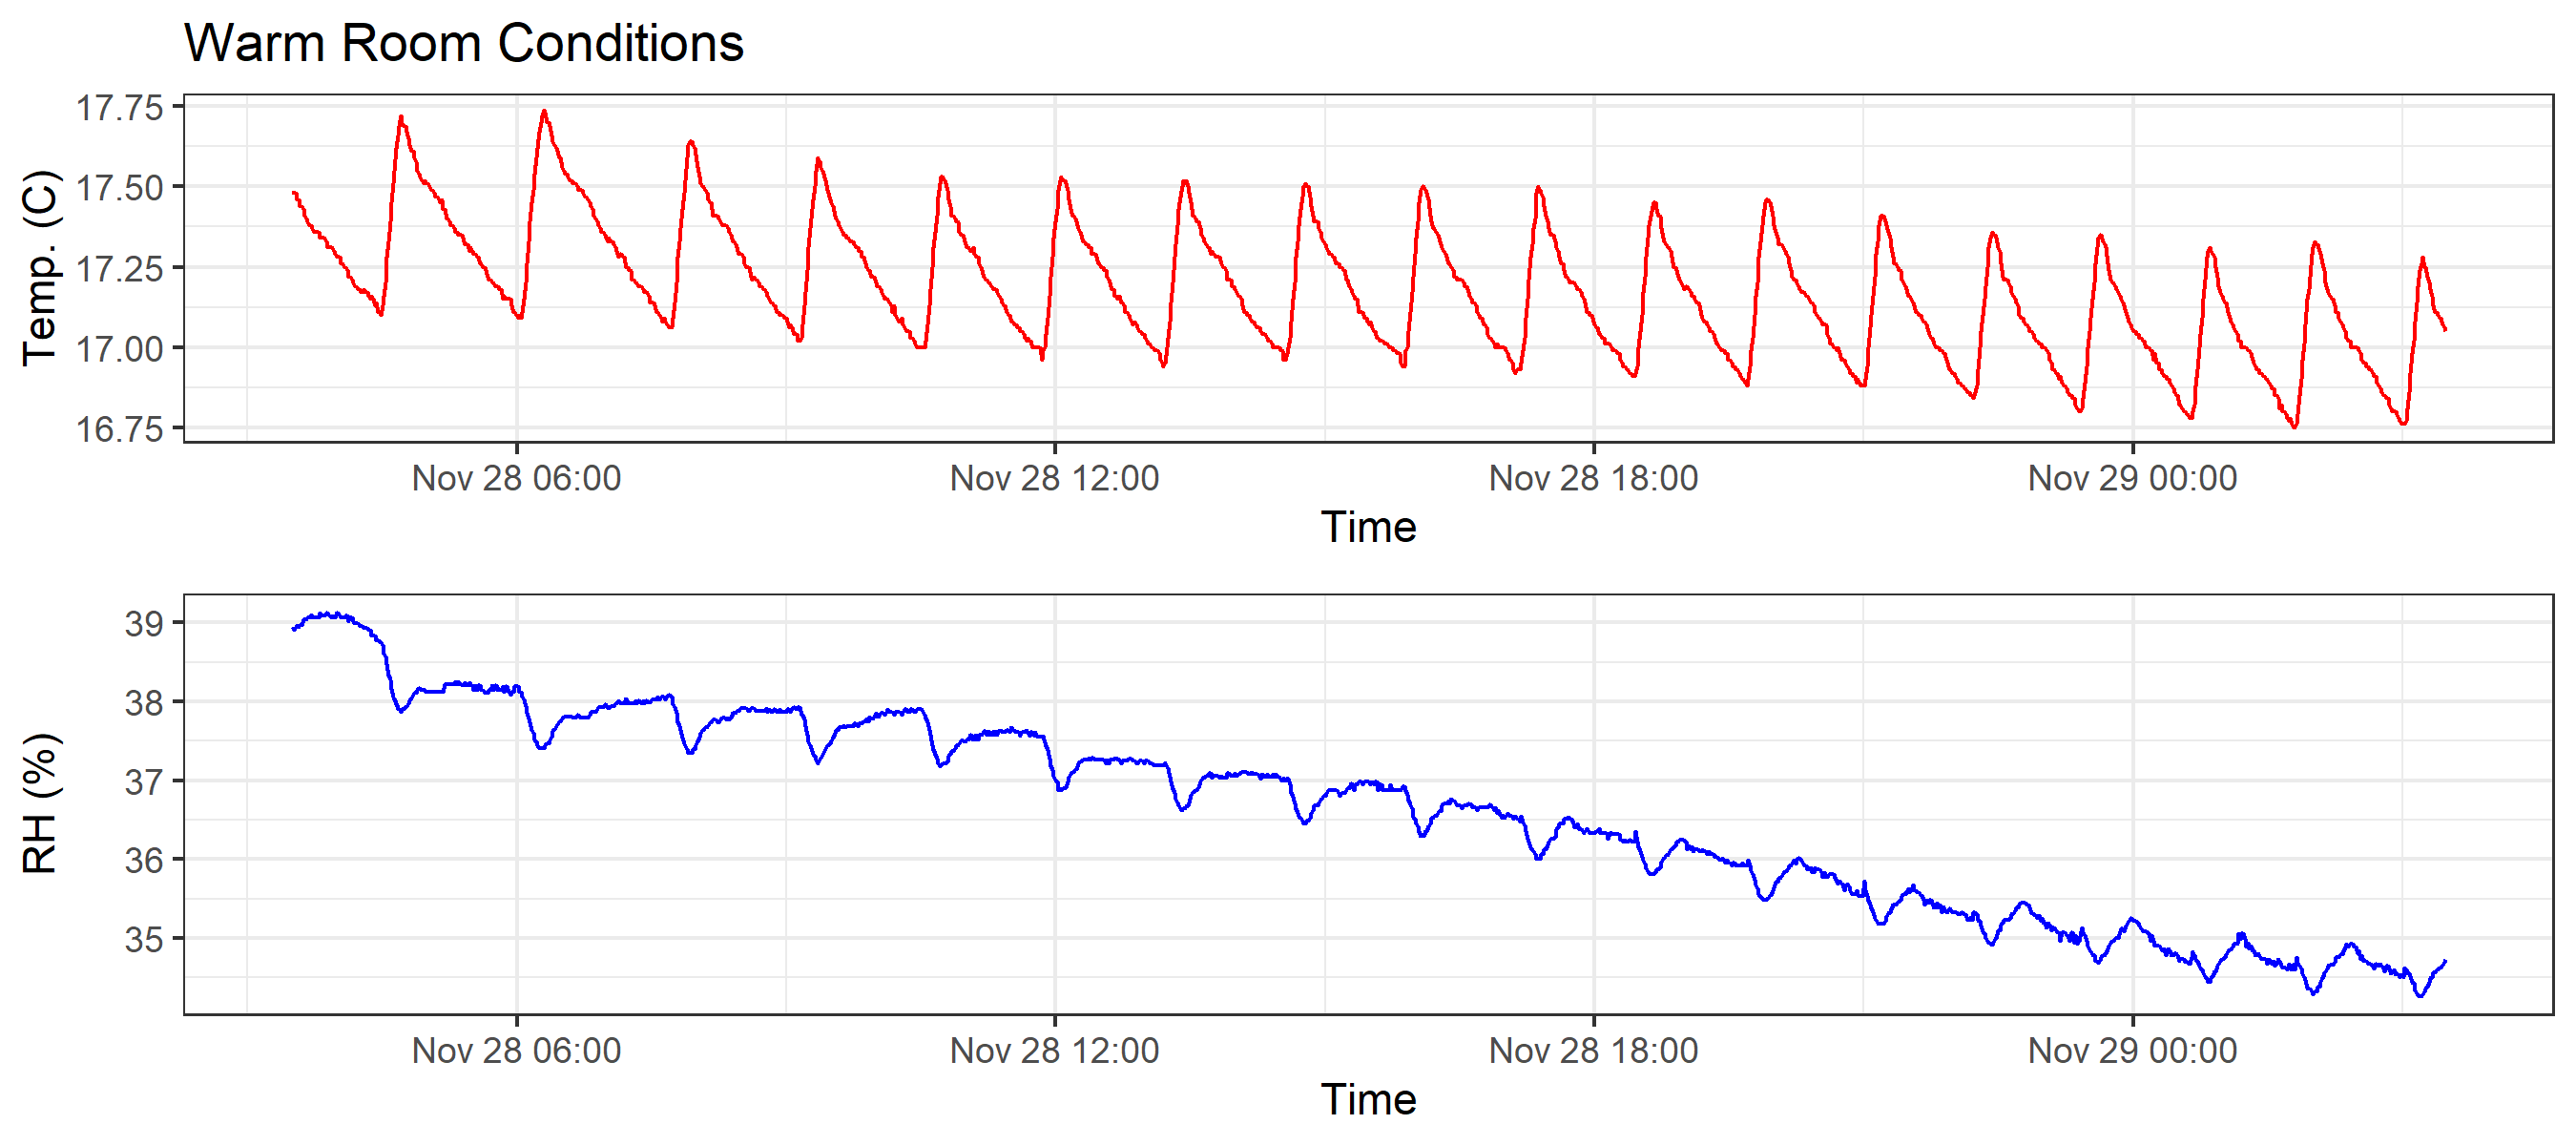 Warm Room Conditions
Temp. (C)
17.75
17.50
17.25
17.00
16.75
Nov 28 06:00 Nov 28 12:00 Nov 28 18:00 Nov 29 00:00
Time
RH (%)
39
38
37
36
35
Nov 28 06:00 Nov 28 12:00 Nov 28 18:00 Nov 29 00:00
Time